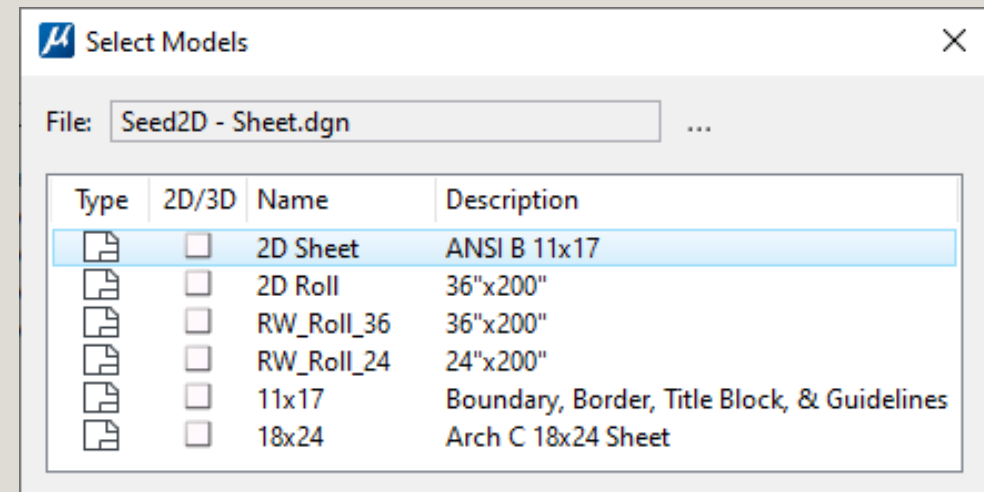 Select Models
File: Seed2D - Sheet.dgn ...
Type 2D/3D Name Description
2D Sheet ANSI B 11x17
2D Roll 36"x200"
RW_Roll_36 36"x200"
RW_Roll_24 24"x200"
11x17 Boundary, Border, Title Block, & Guidelines
18x24 Arch C 18x24 Sheet